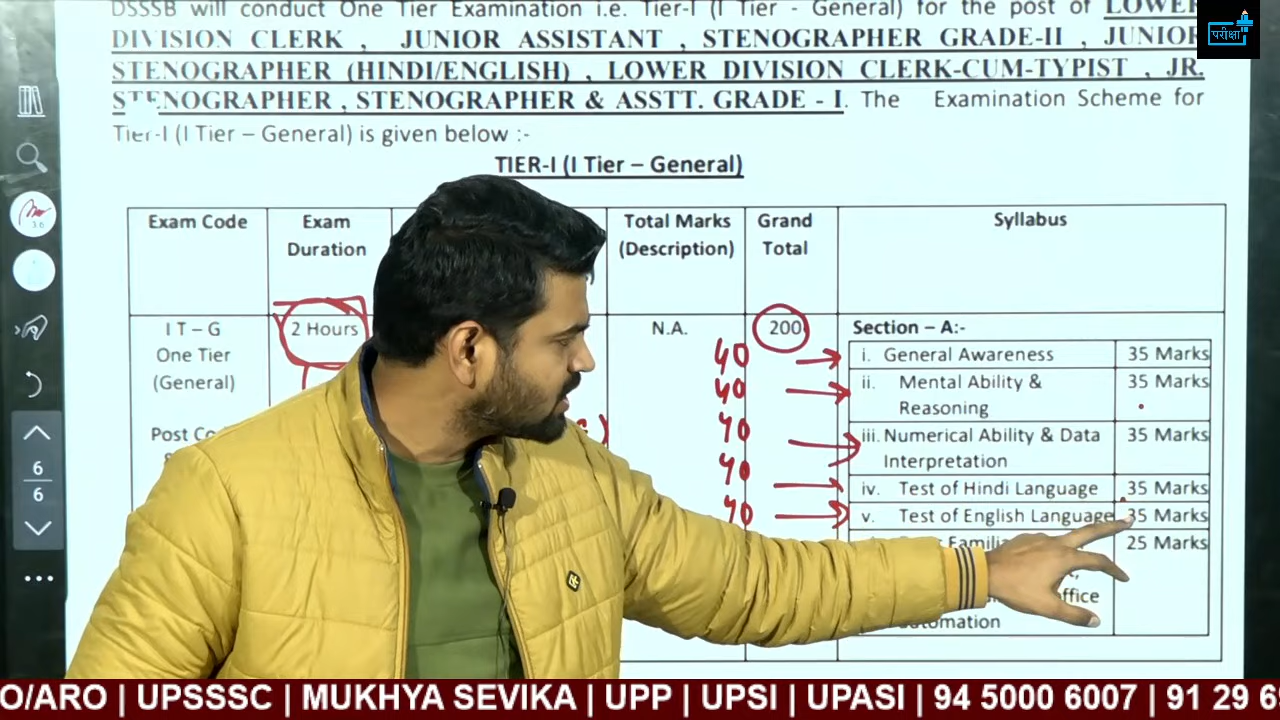 DSSSB will conduct One Tier Examination i.e. Tier-I (I Tier - General) for the post of LOWER
DIVISION CLERK , JUNIOR ASSISTANT , STENOGRAPHER GRADE-II , JUNIOR
STENOGRAPHER (HINDI/ENGLISH) , LOWER DIVISION CLERK-CUM-TYPIST , JR.
STENOGRAPHER , STENOGRAPHER & ASSTT. GRADE - I. The Examination Scheme for
Tier-I (I Tier – General) is given below :-
परीक्षा
TIER-I (I Tier – General)
Exam Code
Exam
Duration
Total Marks
(Description)
Grand
Total
Syllabus
I T – G
One Tier
(General)
Post
2 Hours
N.A.
200
Section – A:-
40 i. General Awareness 35 Marks
40 ii. Mental Ability & 35 Marks
Reasoning
40 iii. Numerical Ability & Data 35 Marks
Interpretation
40 iv. Test of Hindi Language 35 Marks
40 v. Test of English Language 35 Marks
25 Marks
6
6
O/ARO | UPSSSC | MUKHYA SEVIKA | UPP | UPSI | UPASI | 94 5000 6007 | 91 29 6